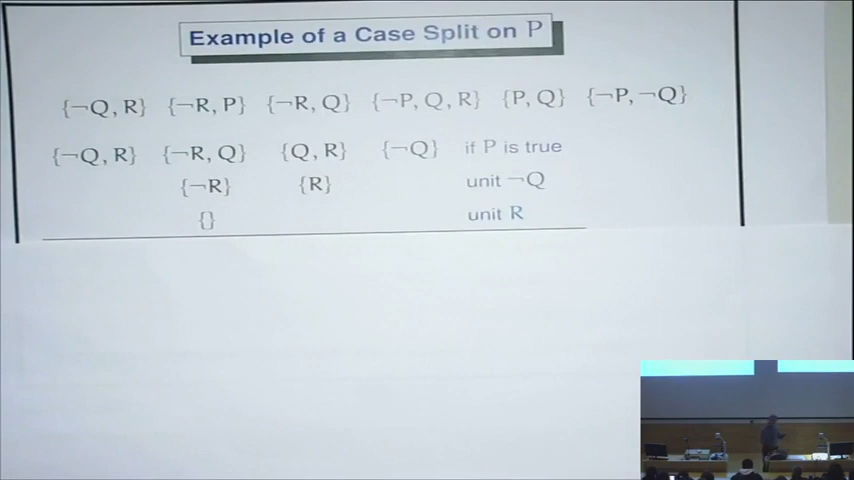 Example of a Case Split on P
{¬Q, R} {¬R, P} {¬R, Q} {¬P, Q, R} {P, Q} {¬P, ¬Q}
{¬Q, R} {¬R, Q} {Q, R} {¬Q} if P is true
{¬R} {R} unit ¬Q
{} unit R